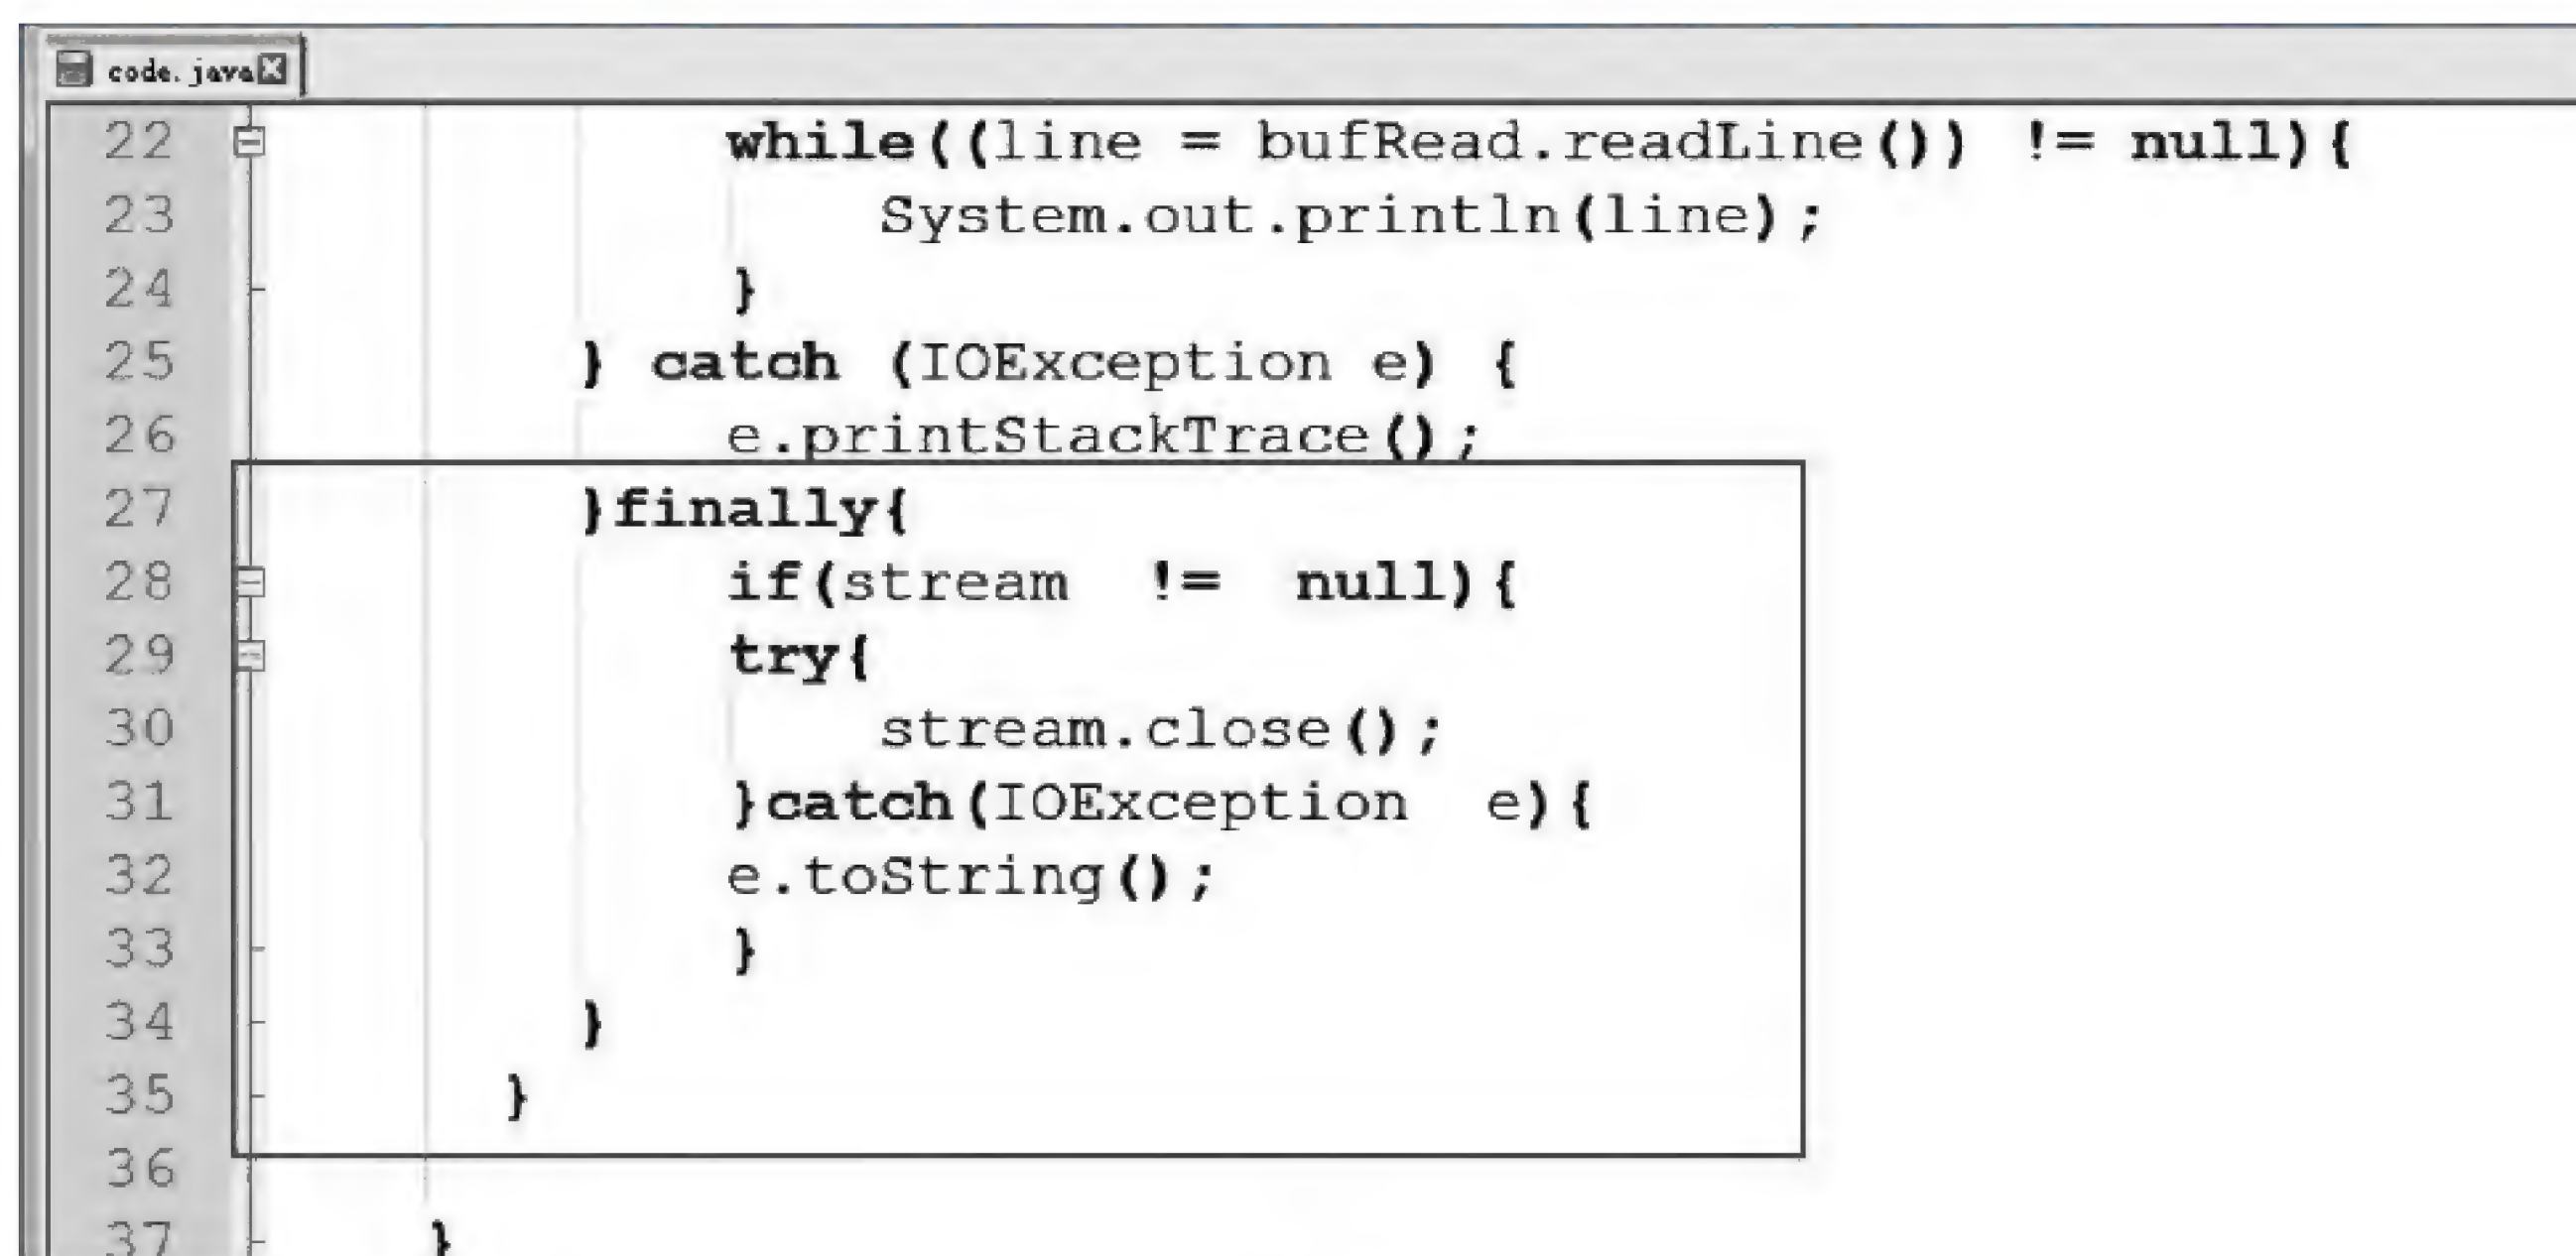 code.java
22 while((line = bufRead.readLine()) != null){
23 System.out.println(line);
24 }
25 } catch (IOException e) {
26 e.printStackTrace();
27 }finally{
28 if(stream != null){
29 try{
30 stream.close();
31 }catch(IOException e){
32 e.toString();
33 }
34 }
35 }
36
37 }